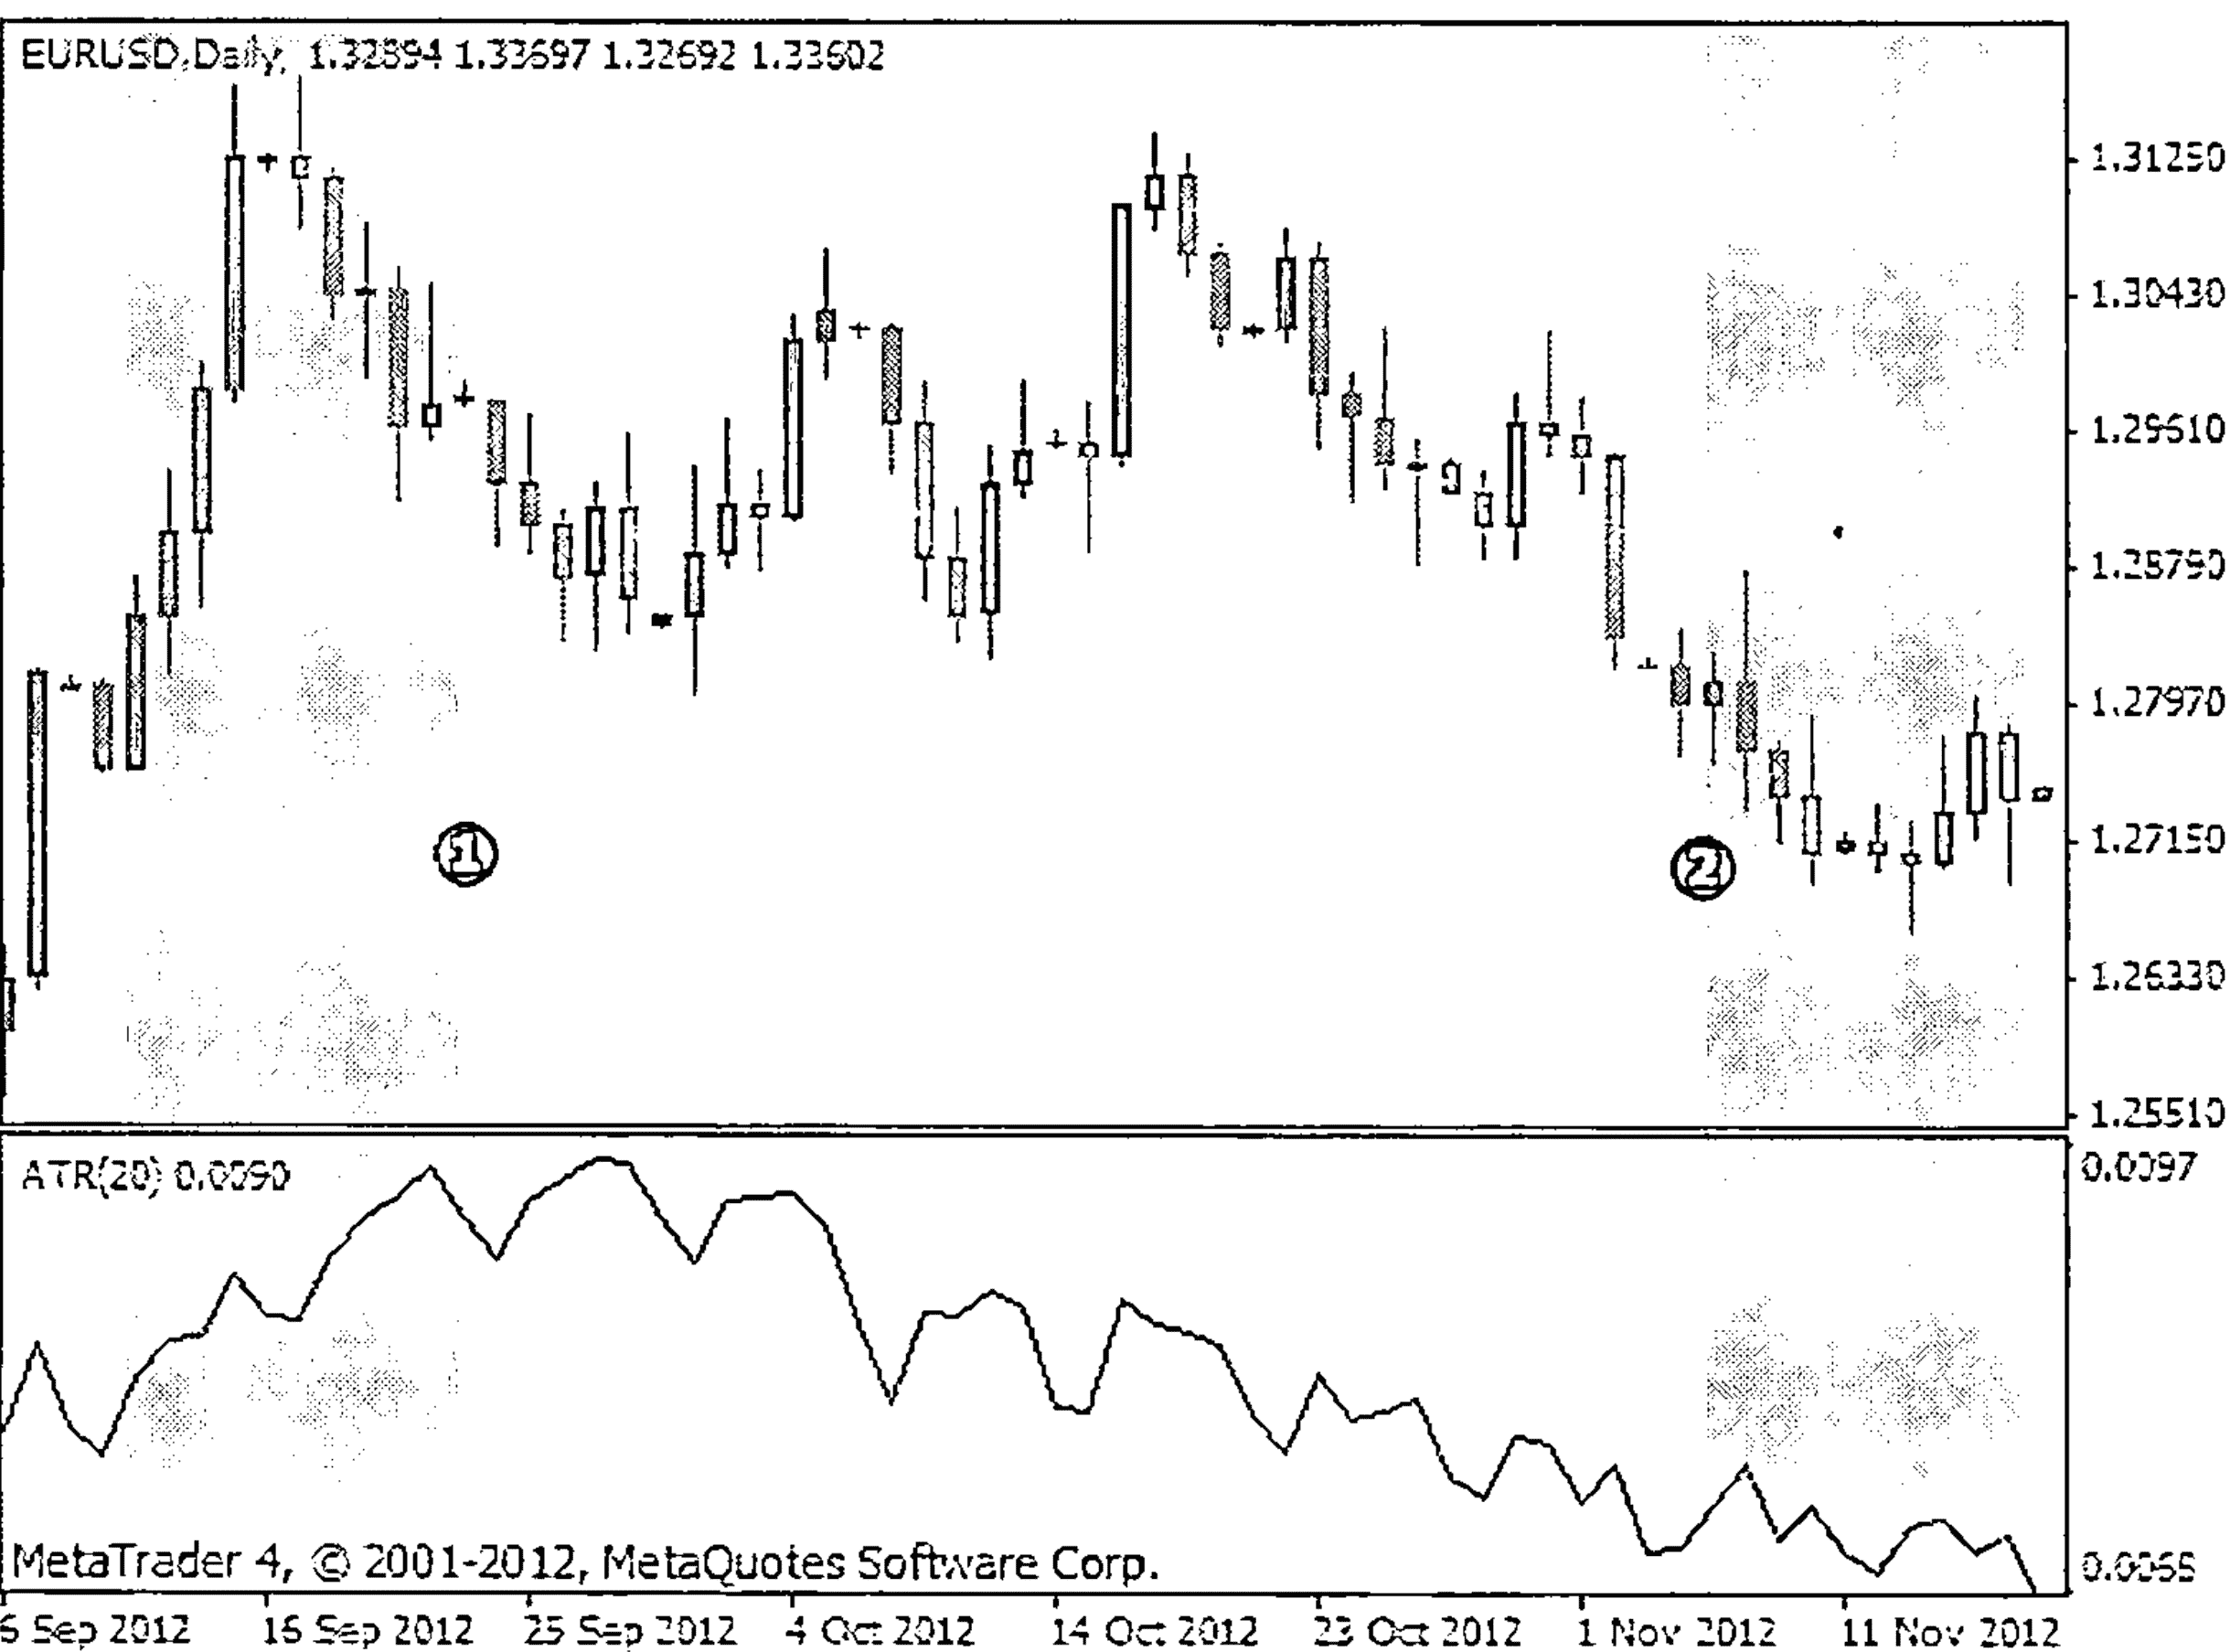 EURUSD,Daily, 1.32894 1.33697 1.32692 1.33602
1.31250
1.30430
1.29610
1.28790
1.27970
1.27150
1.26330
1.25510
1
2
ATR(20) 0.0090
0.0097
MetaTrader 4, © 2001-2012, MetaQuotes Software Corp.
6 Sep 2012 16 Sep 2012 25 Sep 2012 4 Oct 2012 14 Oct 2012 23 Oct 2012 1 Nov 2012 11 Nov 2012